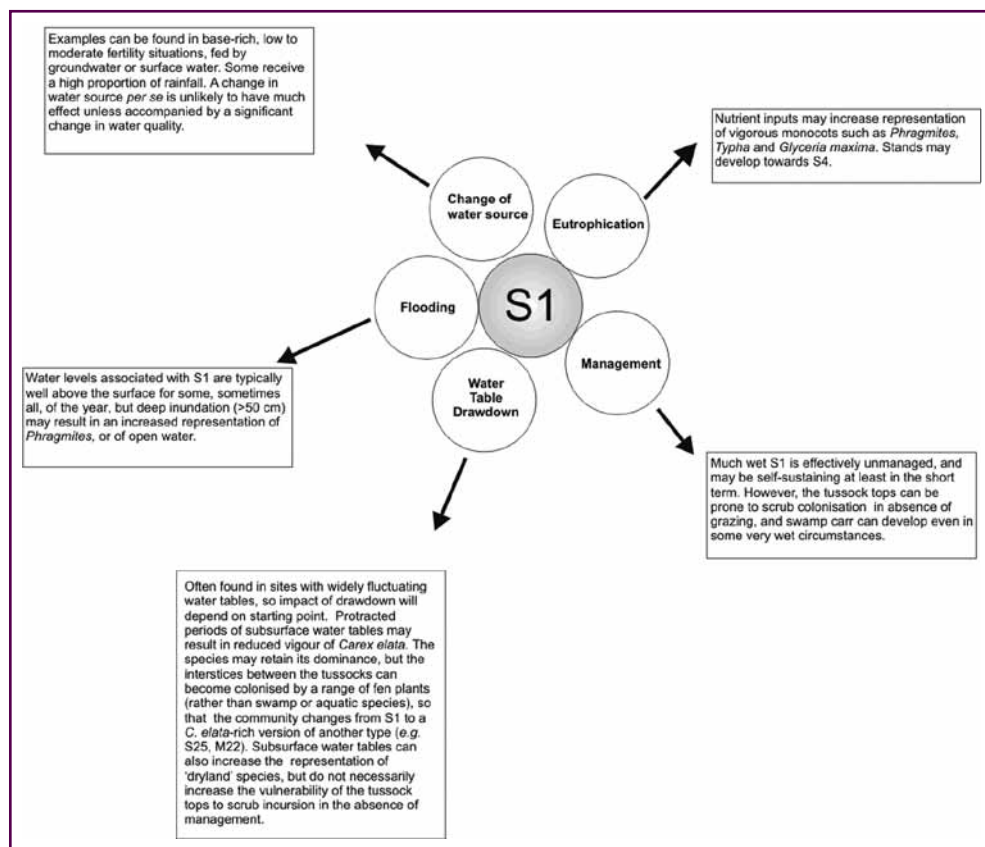 Examples can be found in base-rich, low to
moderate fertility situations, fed by
groundwater or surface water. Some receive
a high proportion of rainfall. A change in
water source per se is unlikely to have much
effect unless accompanied by a significant
change in water quality.
Nutrient inputs may increase representation
of vigorous monocots such as Phragmites,
Typha and Glyceria maxima. Stands may
develop towards S4.
Change of
water source
Eutrophication
Flooding
S1
Management
Water
Table
Drawdown
Water levels associated with S1 are typically
well above the surface for some, sometimes
all, of the year, but deep inundation (>50 cm)
may result in an increased representation of
Phragmites, or of open water.
Much wet S1 is effectively unmanaged, and
may be self-sustaining at least in the short
term. However, the tussock tops can be
prone to scrub colonisation in absence of
grazing, and swamp carr can develop even in
some very wet circumstances.
Often found in sites with widely fluctuating
water tables, so impact of drawdown will
depend on starting point. Protracted
periods of subsurface water tables may
result in reduced vigour of Carex elata. The
species may retain its dominance, but the
interstices between the tussocks can
become colonised by a range of fen plants
(rather than swamp or aquatic species), so
that the community changes from S1 to a
C. elata-rich version of another type (e.g.
S25, M22). Subsurface water tables can
also increase the representation of
'dryland' species, but do not necessarily
increase the vulnerability of the tussock
tops to scrub incursion in the absence of
management.